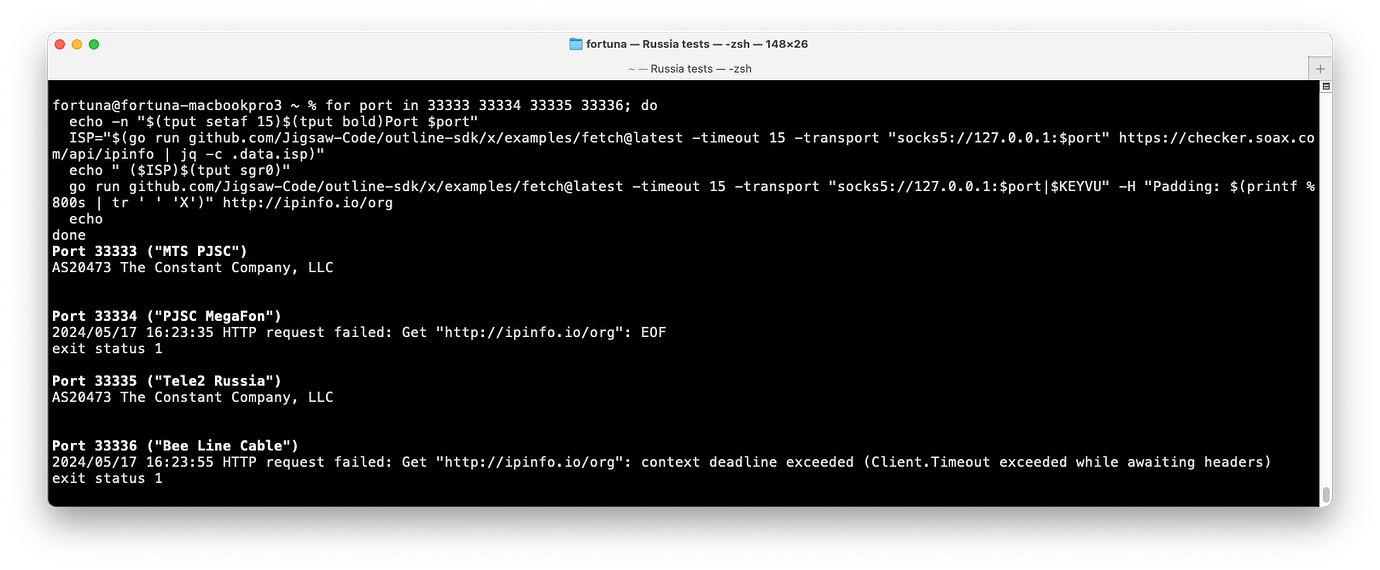 fortuna — Russia tests — -zsh — 148×26
~ — Russia tests — -zsh
+
fortuna@fortuna-macbookpro3 ~ % for port in 33333 33334 33335 33336; do
  echo -n "$(tput setaf 15)$(tput bold)Port $port"
  ISP="$(go run github.com/Jigsaw-Code/outline-sdk/x/examples/fetch@latest -timeout 15 -transport "socks5://127.0.0.1:$port" https://checker.soax.co
m/api/ipinfo | jq -c .data.isp)"
  echo " ($ISP)$(tput sgr0)"
  go run github.com/Jigsaw-Code/outline-sdk/x/examples/fetch@latest -timeout 15 -transport "socks5://127.0.0.1:$port|$KEYVU" -H "Padding: $(printf %
800s | tr ' ' 'X')" http://ipinfo.io/org
  echo
done
Port 33333 ("MTS PJSC")
AS20473 The Constant Company, LLC
Port 33334 ("PJSC MegaFon")
2024/05/17 16:23:35 HTTP request failed: Get "http://ipinfo.io/org": EOF
exit status 1
Port 33335 ("Tele2 Russia")
AS20473 The Constant Company, LLC
Port 33336 ("Bee Line Cable")
2024/05/17 16:23:55 HTTP request failed: Get "http://ipinfo.io/org": context deadline exceeded (Client.Timeout exceeded while awaiting headers)
exit status 1